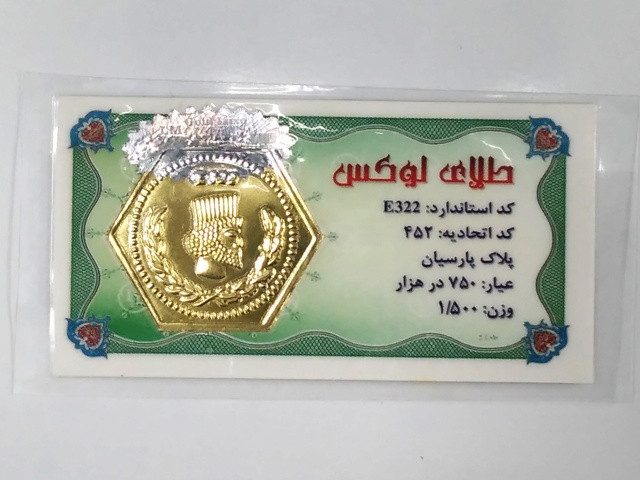 طلای لوکس
کد استاندارد: E322
کد اتحادیه: ۴۵۲
پلاک پارسیان
عیار: ۷۵۰ در هزار
وزن: ۱/۵۰۰